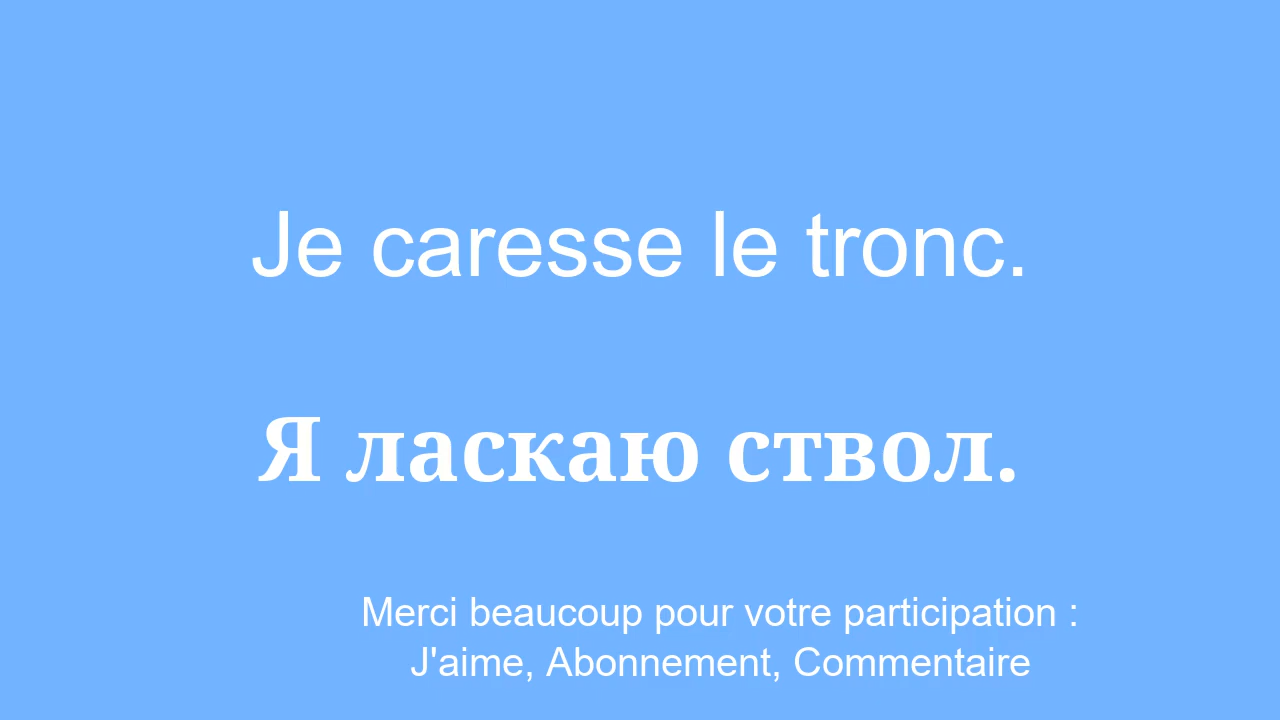 Je caresse le tronc.
Я ласкаю ствол.
Merci beaucoup pour votre participation :
J'aime, Abonnement, Commentaire